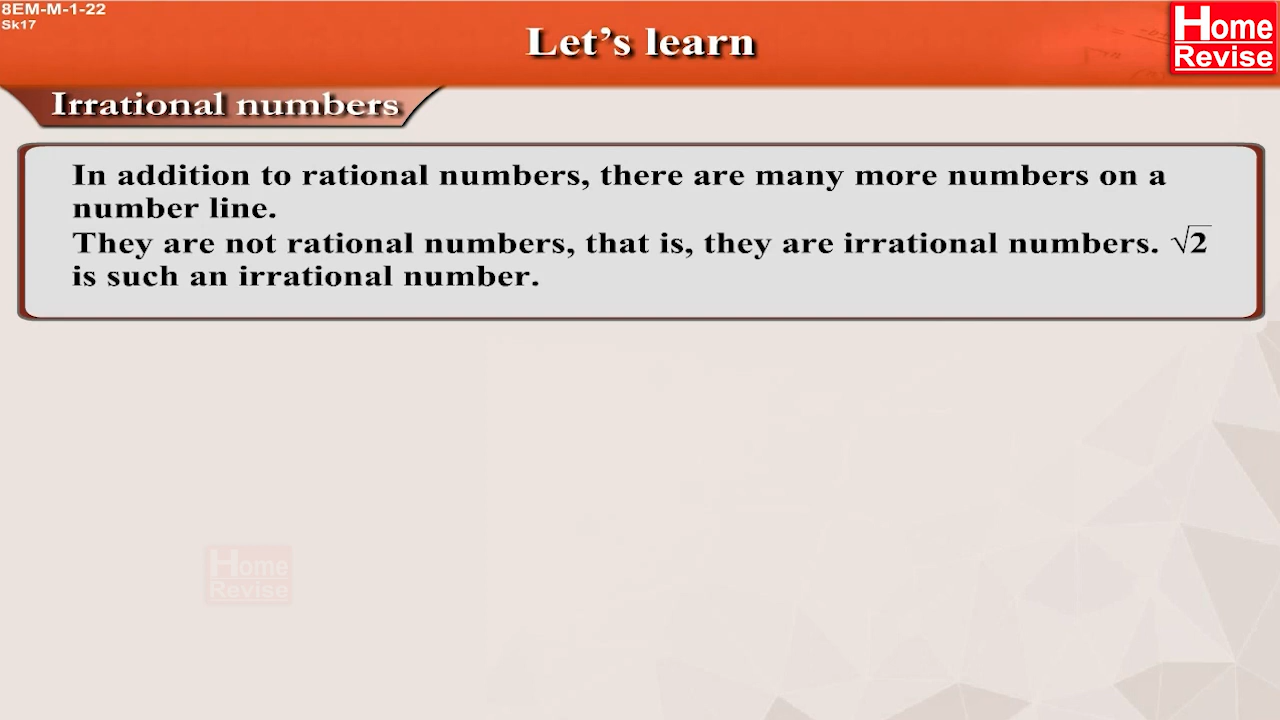 8EM-M-1-22
Sk17
Let's learn
Home
Revise
Irrational numbers
In addition to rational numbers, there are many more numbers on a
number line.
They are not rational numbers, that is, they are irrational numbers. √2
is such an irrational number.
Home
Revise